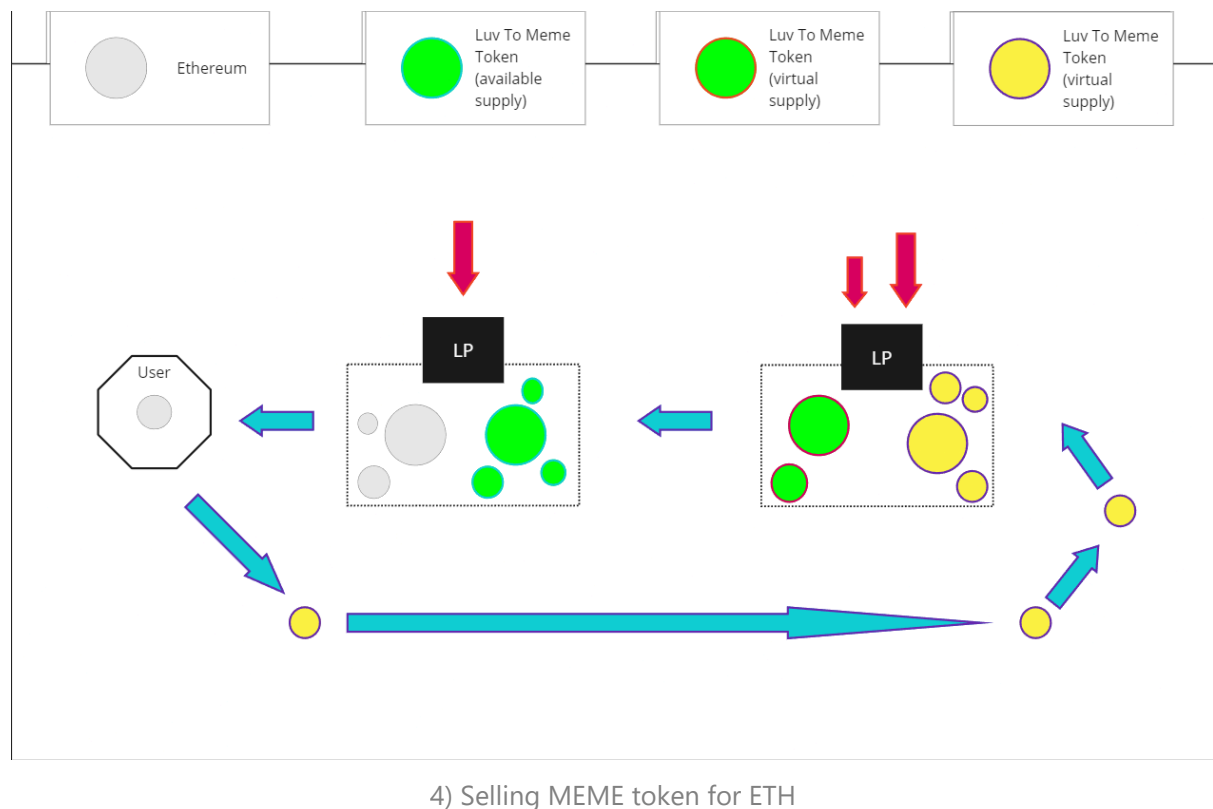 Ethereum
Luv To Meme
Token
(available
supply)
Luv To Meme
Token
(virtual
supply)
Luv To Meme
Token
(virtual
supply)
LP
LP
User
4) Selling MEME token for ETH